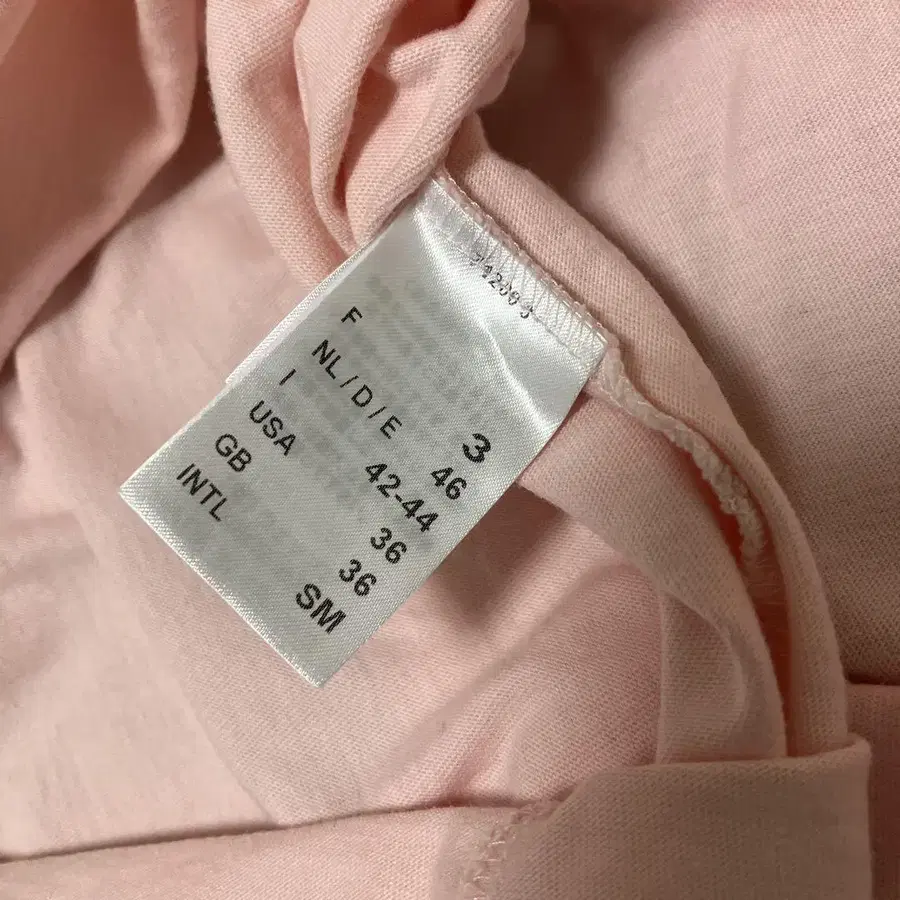 F 3
NL / D / E 46
I 42-44
USA 36
GB 36
INTL SM